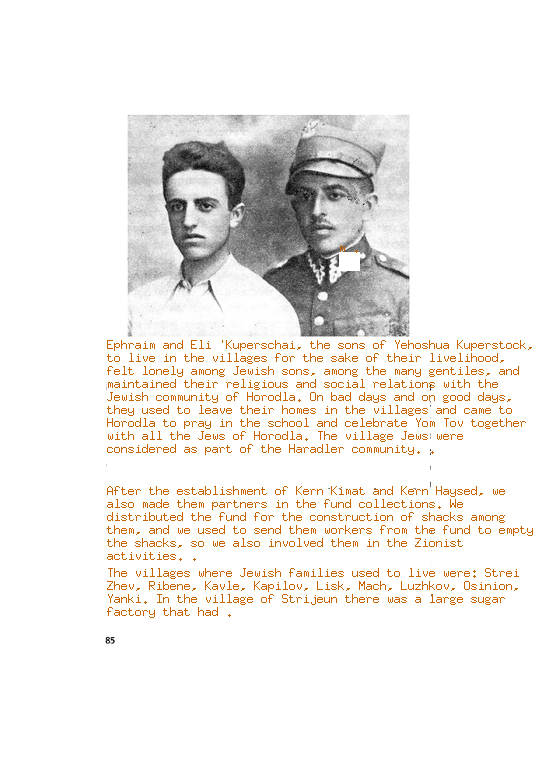 Ephraim and Eli 'Kuperschai, the sons of Yehoshua Kuperstock,
to live in the villages for the sake of their livelihood,
felt lonely among Jewish sons, among the many gentiles, and
maintained their religious and social relations with the
Jewish community of Horodla. On bad days and on good days,
they used to leave their homes in the villages and came to
Horodla to pray in the school and celebrate Yom Tov together
with all the Jews of Horodla. The village Jews were
considered as part of the Haradler community. .
After the establishment of Kern Kimat and Kern Haysed, we
also made them partners in the fund collections. We
distributed the fund for the construction of shacks among
them, and we used to send them workers from the fund to empty
the shacks, so we also involved them in the Zionist
activities. .
The villages where Jewish families used to live were: Strei
Zhev, Ribene, Kavle, Kapilov, Lisk, Mach, Luzhkov, Osinion,
Yanki. In the village of Strijeun there was a large sugar
factory that had .
85